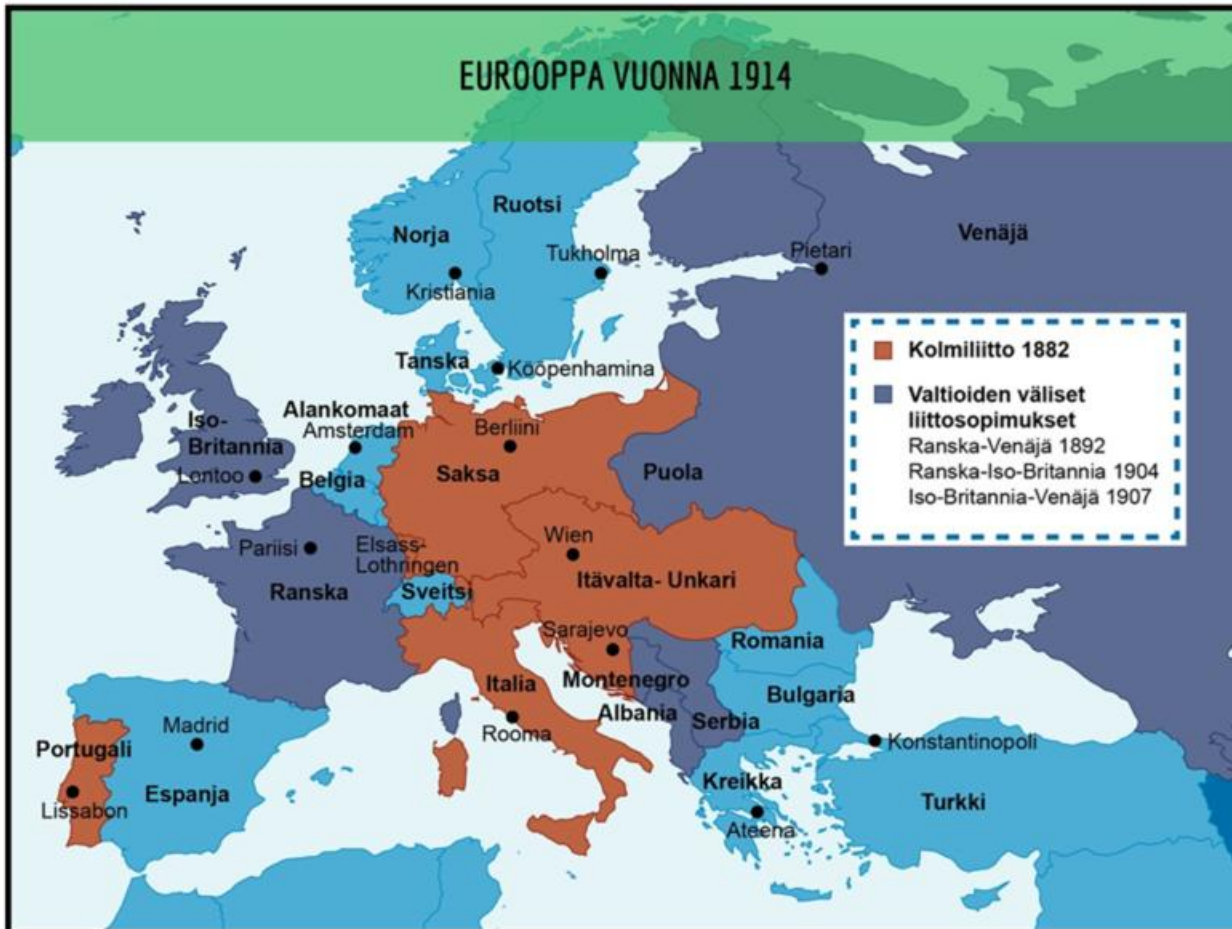 EUROOPPA VUONNA 1914
Ruotsi
Norja
Venäjä
Tukholma
Pietari
Kristiania
Kolmiliitto 1882
Valtioiden väliset
liittosopimukset
Ranska-Venäjä 1892
Ranska-Iso-Britannia 1904
Iso-Britannia-Venäjä 1907
Tanska
Kööpenhamina
Alankomaat
Amsterdam
Iso-
Britannia
Lontoo
Berliini
Belgia
Saksa
Puola
Pariisi
Elsass-
Lothringen
Wien
Ranska
Sveitsi
Itävalta- Unkari
Sarajevo
Romania
Italia
Montenegro
Bulgaria
Albania
Serbia
Rooma
Madrid
Portugali
Konstantinopoli
Espanja
Lissabon
Kreikka
Turkki
Ateena